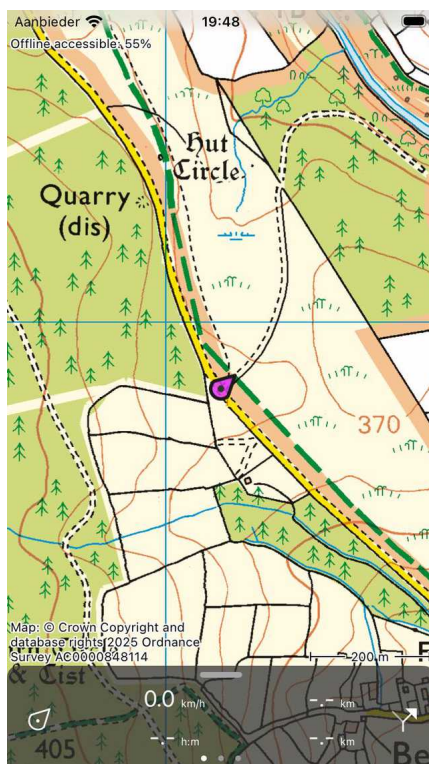 Aanbieder 19:48
Offline accessible: 55%
Hut
Circle
Quarry
(dis)
370
Map: © Crown Copyright and
database rights 2025 Ordnance
Survey AC0000848114
200 m
& Cist
0.0 km/h
-.- km
-.- h:m
-.- km
405
Be